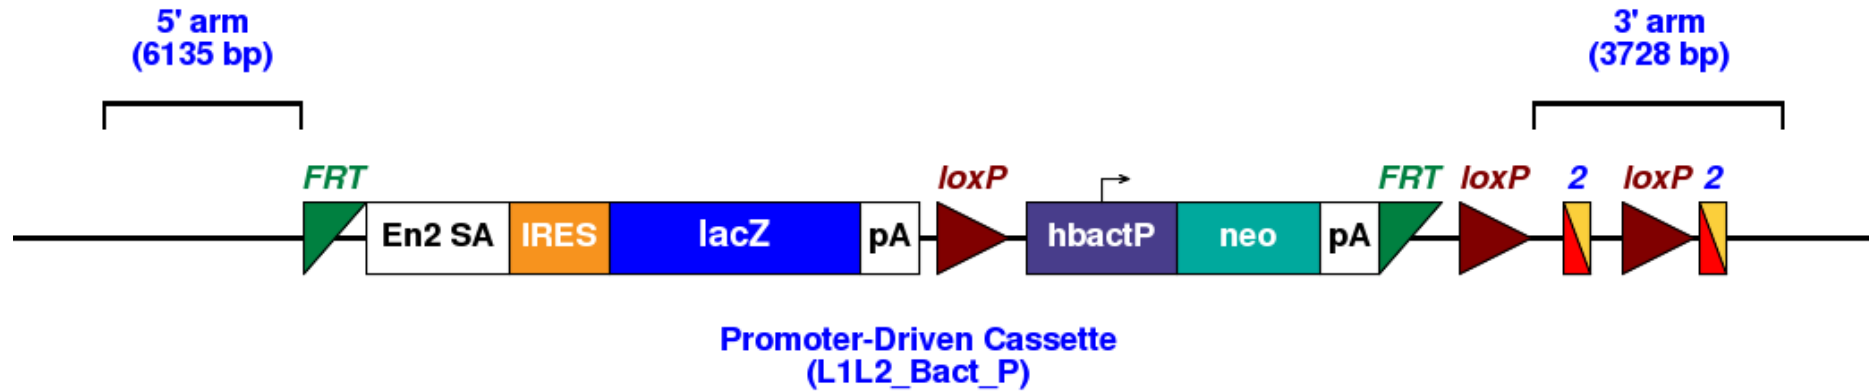 5' arm
(6135 bp)
3' arm
(3728 bp)
FRT loxP FRT loxP 2 loxP 2
En2 SA IRES lacZ pA hbactP neo pA
Promoter-Driven Cassette
(L1L2_Bact_P)